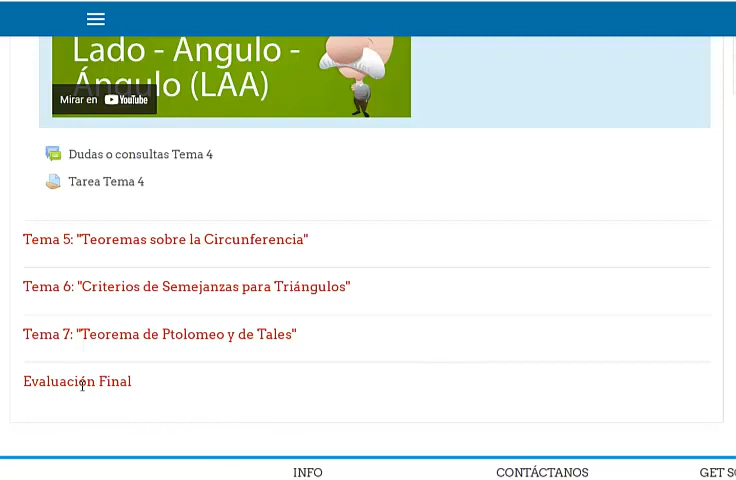 Lado - Angulo -
Ángulo (LAA)
Mirar en YouTube
Dudas o consultas Tema 4
Tarea Tema 4
Tema 5: "Teoremas sobre la Circunferencia"
Tema 6: "Criterios de Semejanzas para Triángulos"
Tema 7: "Teorema de Ptolomeo y de Tales"
Evaluación Final
INFO
CONTÁCTANOS
GET